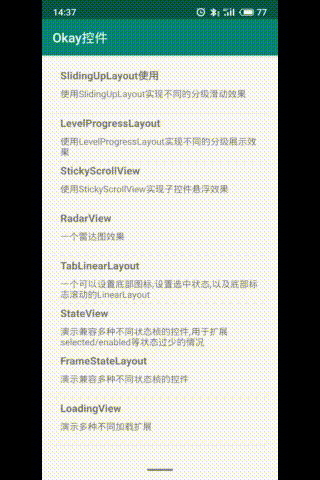 14:37
77
Okay控件
SlidingUpLayout使用
使用SlidingUpLayout实现不同的分级滑动效果
LevelProgressLayout
使用LevelProgressLayout实现不同的分级展示效
果
StickyScrollView
使用StickyScrollView实现子控件悬浮效果
RadarView
一个雷达图效果
TabLinearLayout
一个可以设置底部图标,设置选中状态,以及底部标
志滚动的LinearLayout
StateView
演示兼容多种不同状态桢的控件,用于扩展
selected/enabled等状态过少的情况
FrameStateLayout
演示兼容多种不同状态桢的控件
LoadingView
演示多种不同加载扩展